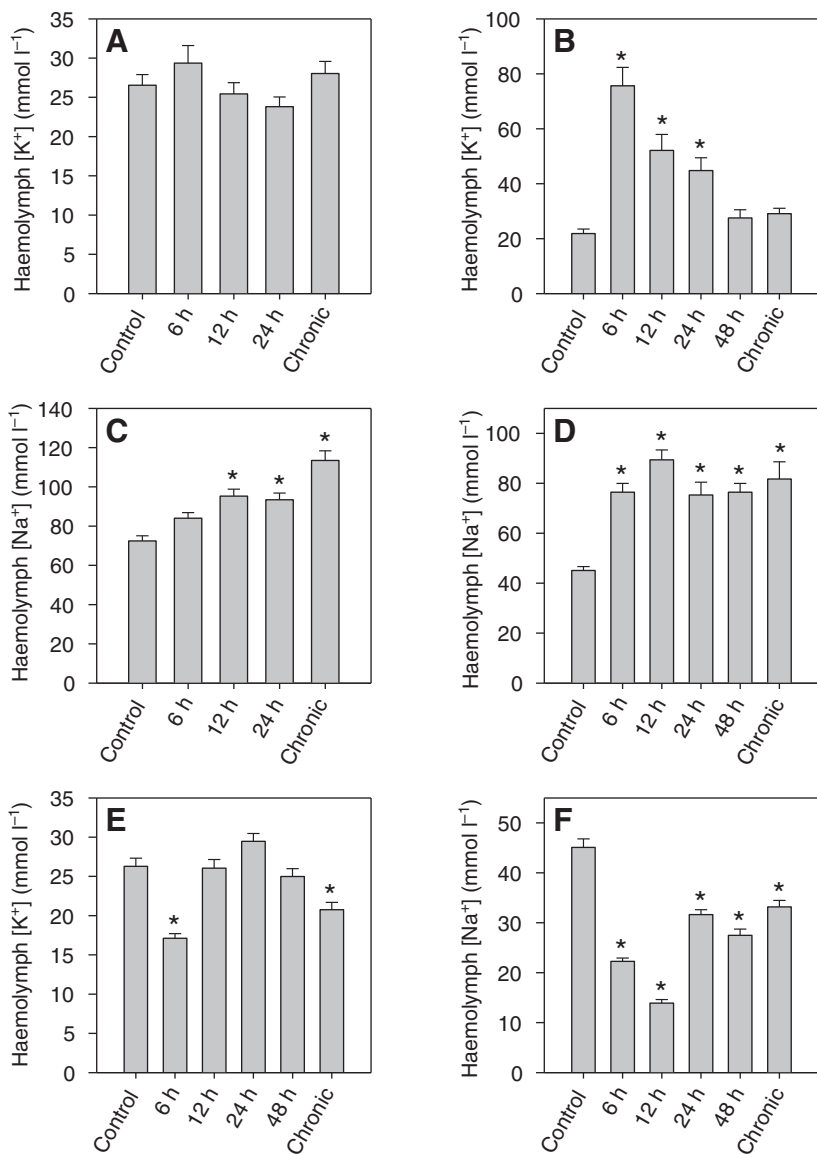 A
Haemolymph [K⁺] (mmol l⁻¹)
35
30
25
20
15
10
5
0
Control
6 h
12 h
24 h
Chronic
B
Haemolymph [K⁺] (mmol l⁻¹)
100
80
60
40
20
0
*
*
*
Control
6 h
12 h
24 h
48 h
Chronic
C
Haemolymph [Na⁺] (mmol l⁻¹)
140
120
100
80
60
40
20
0
*
*
*
Control
6 h
12 h
24 h
Chronic
D
Haemolymph [Na⁺] (mmol l⁻¹)
100
80
60
40
20
0
*
*
*
*
*
Control
6 h
12 h
24 h
48 h
Chronic
E
Haemolymph [K⁺] (mmol l⁻¹)
35
30
25
20
15
10
5
0
*
*
Control
6 h
12 h
24 h
48 h
Chronic
F
Haemolymph [Na⁺] (mmol l⁻¹)
50
40
30
20
10
0
*
*
*
*
*
Control
6 h
12 h
24 h
48 h
Chronic